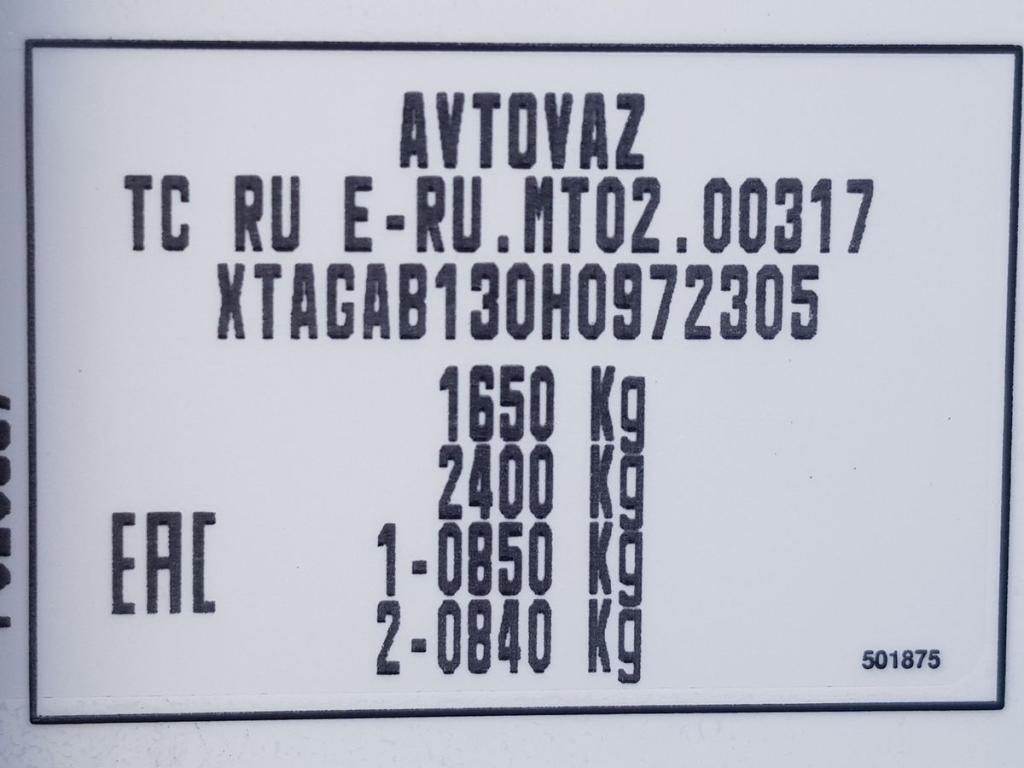 AVTOVAZ
TC RU E-RU.MT02.00317
XTAGAB130H0972305
1650 Kg
2400 Kg
1-0850 Kg
2-0840 Kg
EAC
501875